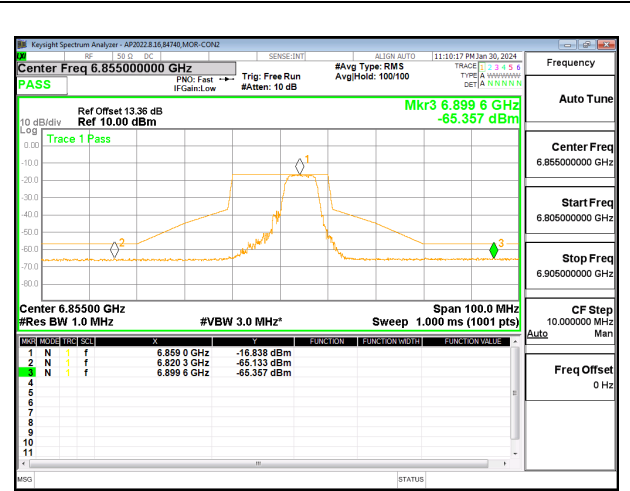 Keysight Spectrum Analyzer - AP2022.8.16,84740,MOR-CON2
RF 50 Ω DC SENSE:INT ALIGN AUTO 11:10:17 PM Jan 30, 2024
Center Freq 6.855000000 GHz
PASS
PNO: Fast
IFGain:Low
Trig: Free Run
#Atten: 10 dB
#Avg Type: RMS
Avg|Hold: 100/100
TRACE 1 2 3 4 5 6
TYPE A WWWWW
DET A N N N N N
Frequency
Auto Tune
Center Freq
6.855000000 GHz
Start Freq
6.805000000 GHz
Stop Freq
6.905000000 GHz
CF Step
10.000000 MHz
Auto Man
Freq Offset
0 Hz
Ref Offset 13.36 dB
Ref 10.00 dBm
10 dB/div
Log
Mkr3 6.899 6 GHz
-65.357 dBm
Trace 1 Pass
0.00
-10.0
-20.0
-30.0
-40.0
-50.0
-60.0
-70.0
-80.0
1
2
3
Center 6.85500 GHz Span 100.0 MHz
#Res BW 1.0 MHz #VBW 3.0 MHz* Sweep 1.000 ms (1001 pts)
MKR MODE TRC SCL X Y FUNCTION FUNCTION WIDTH FUNCTION VALUE
1 N 1 f 6.859 0 GHz -16.838 dBm
2 N 1 f 6.820 3 GHz -65.133 dBm
3 N 1 f 6.899 6 GHz -65.357 dBm
4
5
6
7
8
9
10
11
MSG STATUS